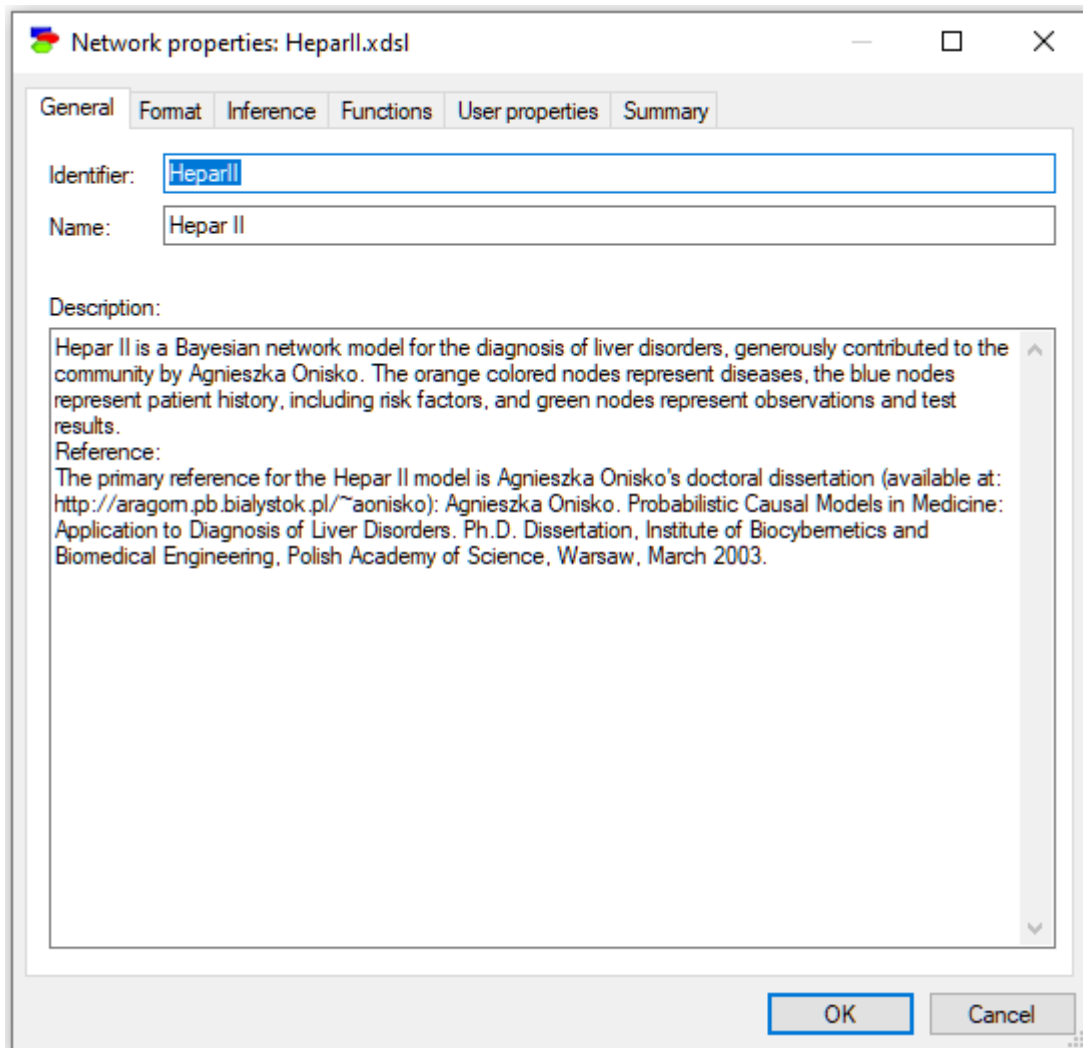 Network properties: HeparII.xdsl
General Format Inference Functions User properties Summary
Identifier: HeparII
Name: Hepar II
Description:
Hepar II is a Bayesian network model for the diagnosis of liver disorders, generously contributed to the
community by Agnieszka Onisko. The orange colored nodes represent diseases, the blue nodes
represent patient history, including risk factors, and green nodes represent observations and test
results.
Reference:
The primary reference for the Hepar II model is Agnieszka Onisko's doctoral dissertation (available at:
http://aragorn.pb.bialystok.pl/~aonisko): Agnieszka Onisko. Probabilistic Causal Models in Medicine:
Application to Diagnosis of Liver Disorders. Ph.D. Dissertation, Institute of Biocybernetics and
Biomedical Engineering, Polish Academy of Science, Warsaw, March 2003.
OK Cancel